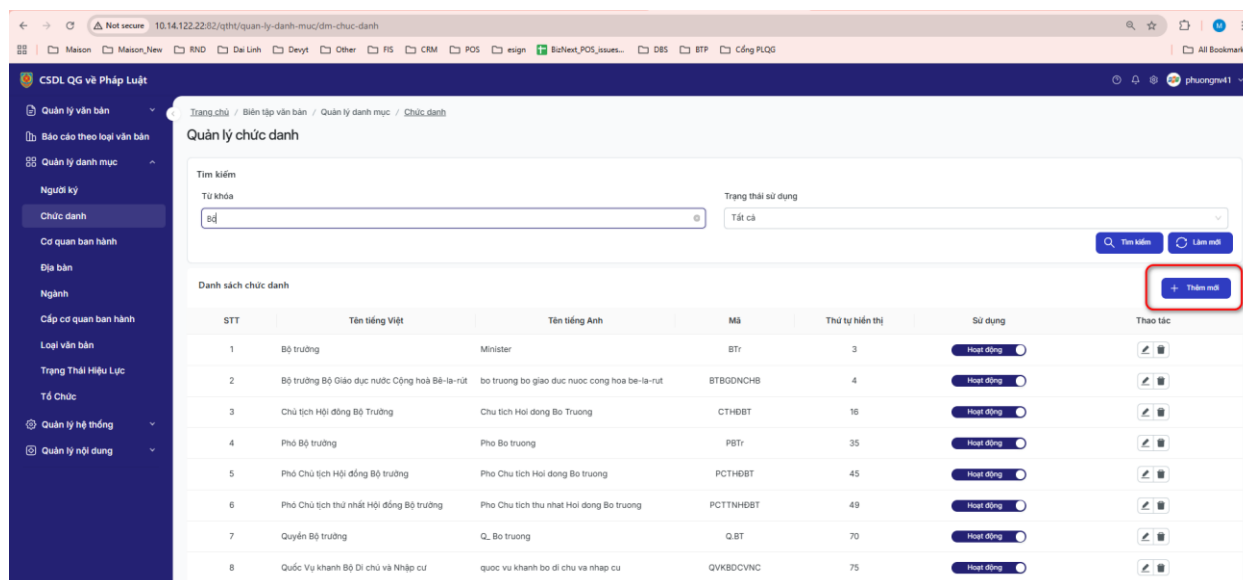 Not secure 10.14.122.22:82/qtht/quan-ly-danh-muc/dm-chuc-danh M
Maison Maison_New RND Dai Linh Devyt Other FIS CRM POS esign BizNext_POS_issues... DBS BTP Cổng PLQG All Bookmark
CSDL QG về Pháp Luật phuongnv41
Quản lý văn bản
Báo cáo theo loại văn bản
Quản lý danh mục
Người ký
Chức danh
Cơ quan ban hành
Địa bàn
Ngành
Cấp cơ quan ban hành
Loại văn bản
Trạng Thái Hiệu Lực
Tổ Chức
Quản lý hệ thống
Quản lý nội dung
Trang chủ / Biên tập văn bản / Quản lý danh mục / Chức danh
Quản lý chức danh
Tìm kiếm
Từ khóa Trạng thái sử dụng
Bộ Tất cả
Tìm kiếm Làm mới
Danh sách chức danh + Thêm mới
STT Tên tiếng Việt Tên tiếng Anh Mã Thứ tự hiển thị Sử dụng Thao tác
1 Bộ trưởng Minister BTr 3 Hoạt động
2 Bộ trưởng Bộ Giáo dục nước Cộng hoà Bê-la-rút bo truong bo giao duc nuoc cong hoa be-la-rut BTBGDNCHB 4 Hoạt động
3 Chủ tịch Hội đồng Bộ Trưởng Chu tich Hoi dong Bo Truong CTHĐBT 16 Hoạt động
4 Phó Bộ trưởng Pho Bo truong PBTr 35 Hoạt động
5 Phó Chủ tịch Hội đồng Bộ trưởng Pho Chu tich Hoi dong Bo truong PCTHĐBT 45 Hoạt động
6 Phó Chủ tịch thứ nhất Hội đồng Bộ trưởng Pho Chu tich thu nhat Hoi dong Bo truong PCTTNHĐBT 49 Hoạt động
7 Quyền Bộ trưởng Q_ Bo truong Q.BT 70 Hoạt động
8 Quốc Vụ khanh Bộ Di chú và Nhập cư quoc vu khanh bo di chu va nhap cu QVKBDCVNC 75 Hoạt động